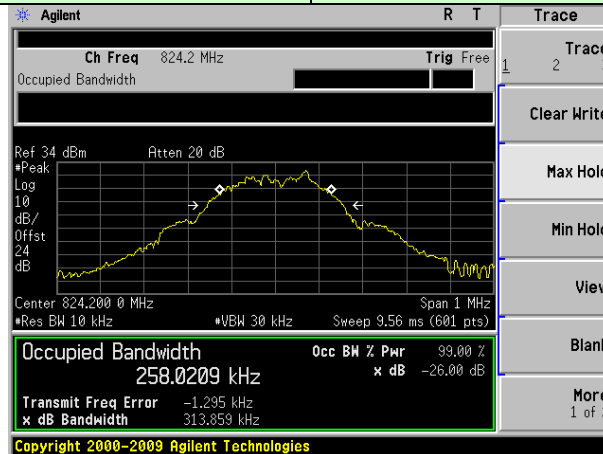 Agilent R T Trace
Ch Freq 824.2 MHz Trig Free
Occupied Bandwidth
Trace
1 2
Clear Write
Max Hold
Min Hold
View
Blank
More
1 of
Ref 34 dBm Atten 20 dB
#Peak
Log
10
dB/
Offst
24
dB
Center 824.200 0 MHz Span 1 MHz
#Res BW 10 kHz #VBW 30 kHz Sweep 9.56 ms (601 pts)
Occupied Bandwidth Occ BW % Pwr 99.00 %
258.0209 kHz x dB -26.00 dB
Transmit Freq Error -1.295 kHz
x dB Bandwidth 313.859 kHz
Copyright 2000-2009 Agilent Technologies